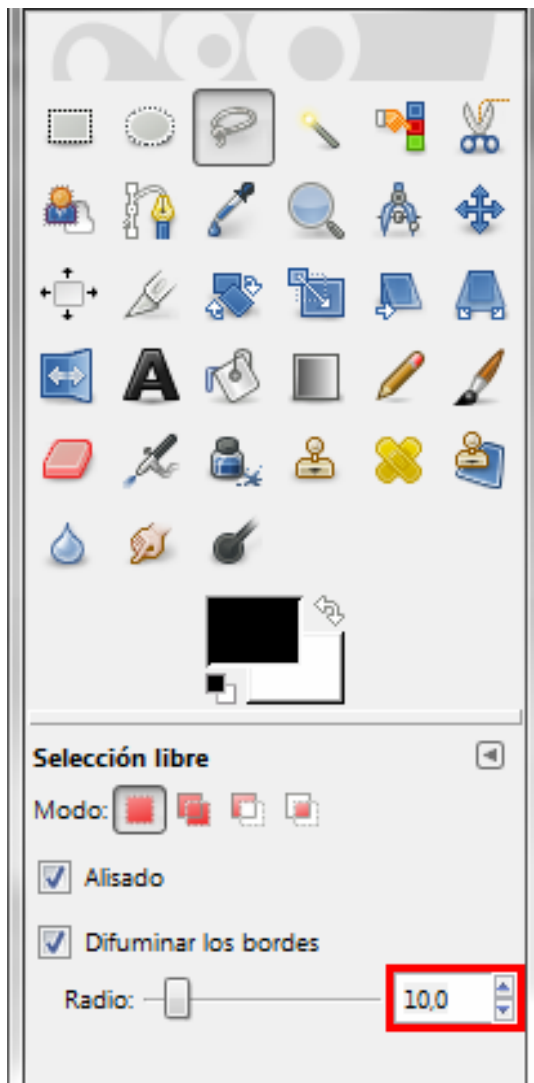 Selección libre
Modo:
Alisado
Difuminar los bordes
Radio: 10,0